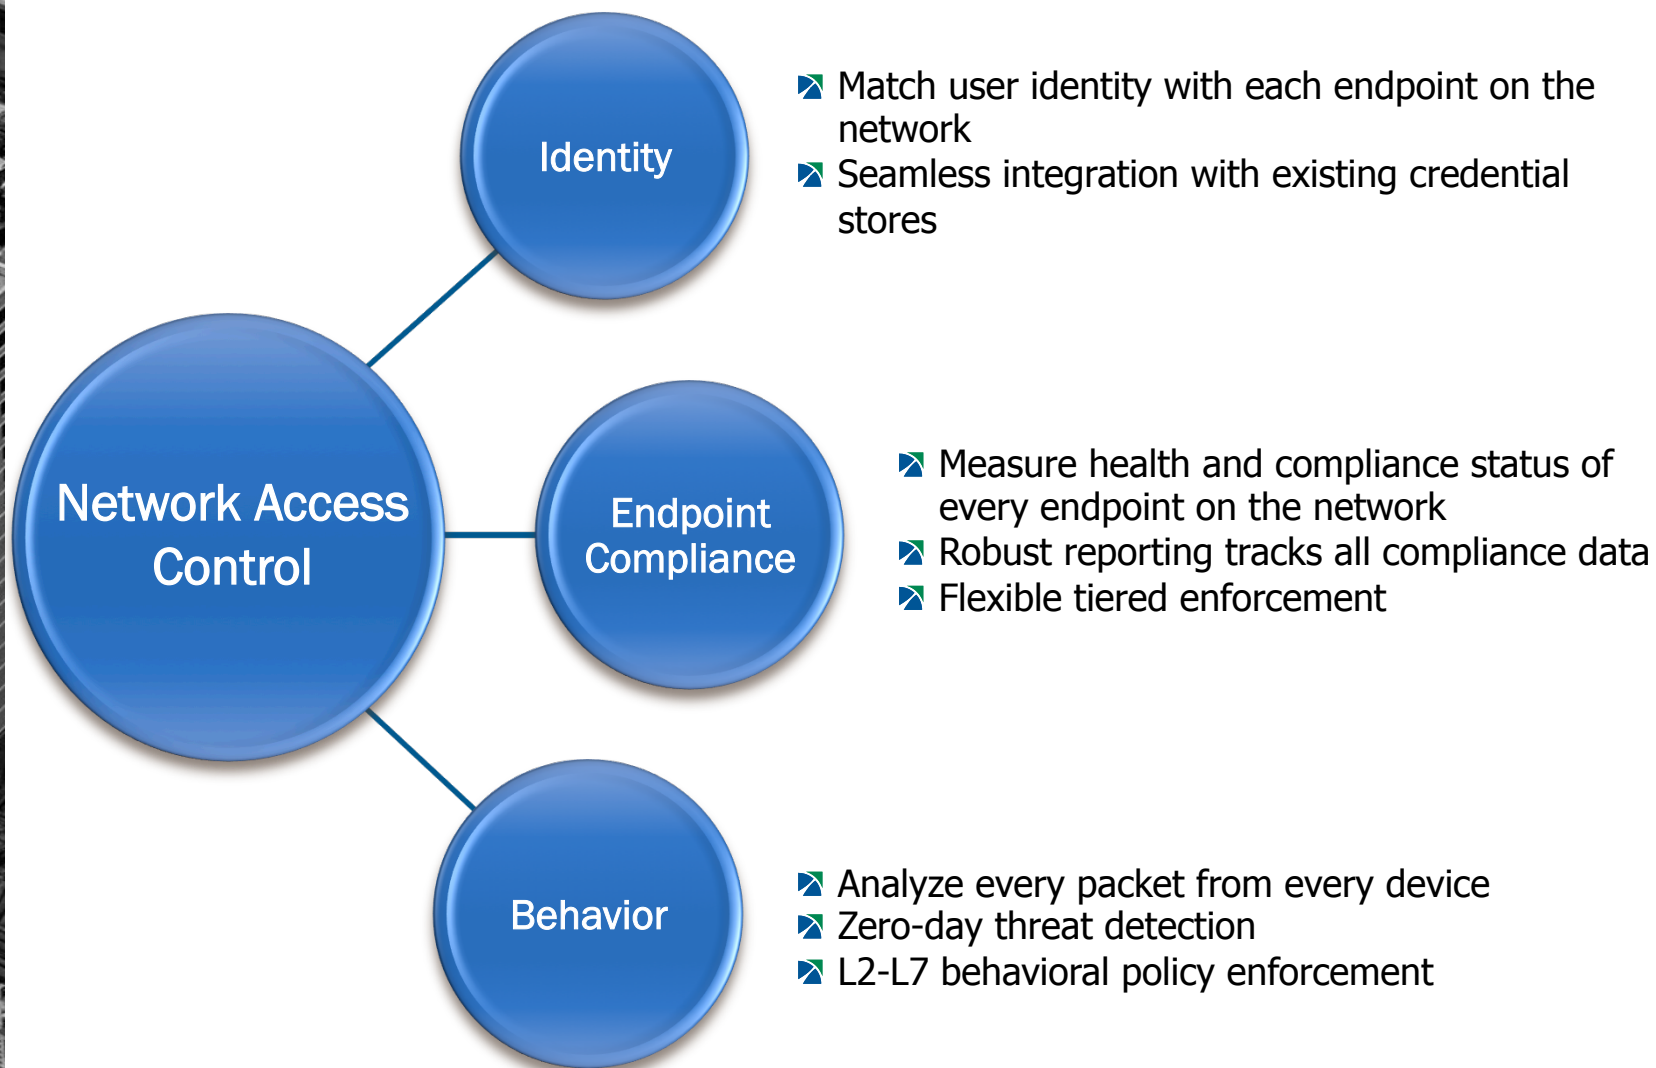 Identity
Match user identity with each endpoint on the
network
Seamless integration with existing credential
stores
Network Access
Control
Endpoint
Compliance
Measure health and compliance status of
every endpoint on the network
Robust reporting tracks all compliance data
Flexible tiered enforcement
Behavior
Analyze every packet from every device
Zero-day threat detection
L2-L7 behavioral policy enforcement